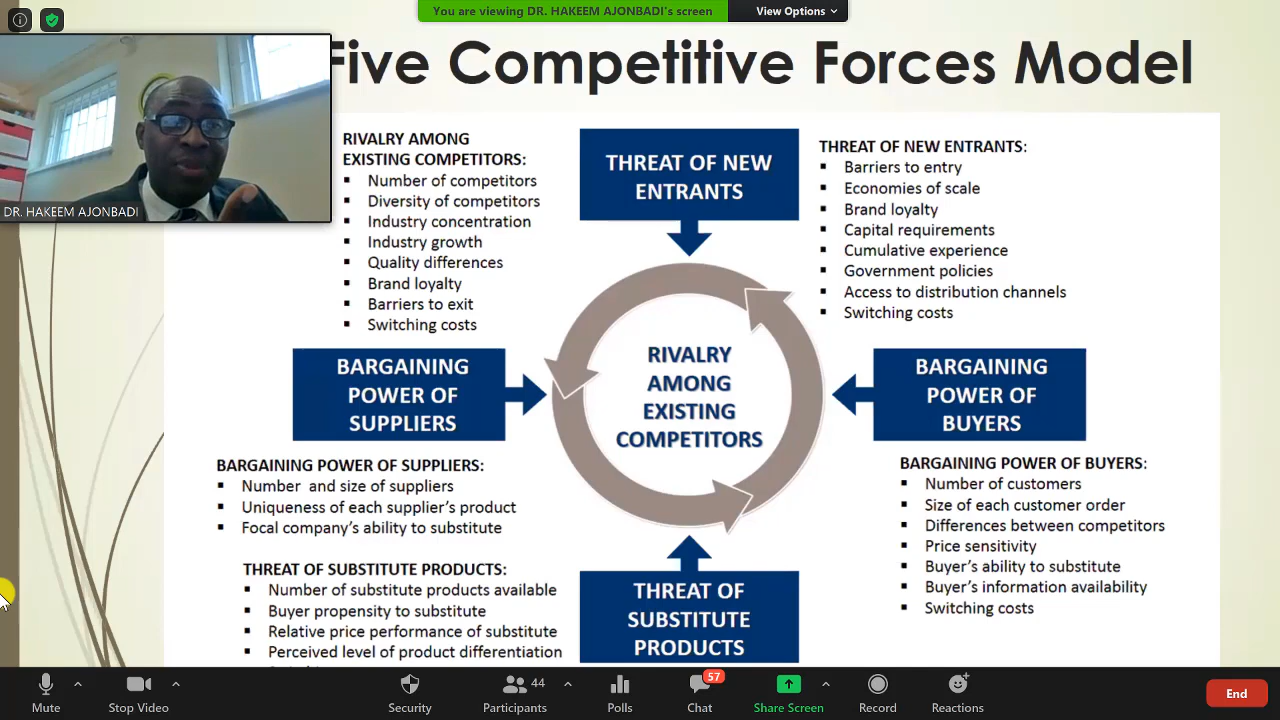 You are viewing DR. HAKEEM AJONBADI's screen
View Options
Five Competitive Forces Model
DR. HAKEEM AJONBADI
RIVALRY AMONG
EXISTING COMPETITORS:
Number of competitors
Diversity of competitors
Industry concentration
Industry growth
Quality differences
Brand loyalty
Barriers to exit
Switching costs
THREAT OF NEW
ENTRANTS
THREAT OF NEW ENTRANTS:
Barriers to entry
Economies of scale
Brand loyalty
Capital requirements
Cumulative experience
Government policies
Access to distribution channels
Switching costs
BARGAINING
POWER OF
SUPPLIERS
RIVALRY
AMONG
EXISTING
COMPETITORS
BARGAINING
POWER OF
BUYERS
BARGAINING POWER OF SUPPLIERS:
Number and size of suppliers
Uniqueness of each supplier's product
Focal company's ability to substitute
BARGAINING POWER OF BUYERS:
Number of customers
Size of each customer order
Differences between competitors
Price sensitivity
Buyer's ability to substitute
Buyer's information availability
Switching costs
THREAT OF SUBSTITUTE PRODUCTS:
Number of substitute products available
Buyer propensity to substitute
Relative price performance of substitute
Perceived level of product differentiation
THREAT OF
SUBSTITUTE
PRODUCTS
Mute
Stop Video
Security
44
Participants
Polls
57
Chat
Share Screen
Record
Reactions
End